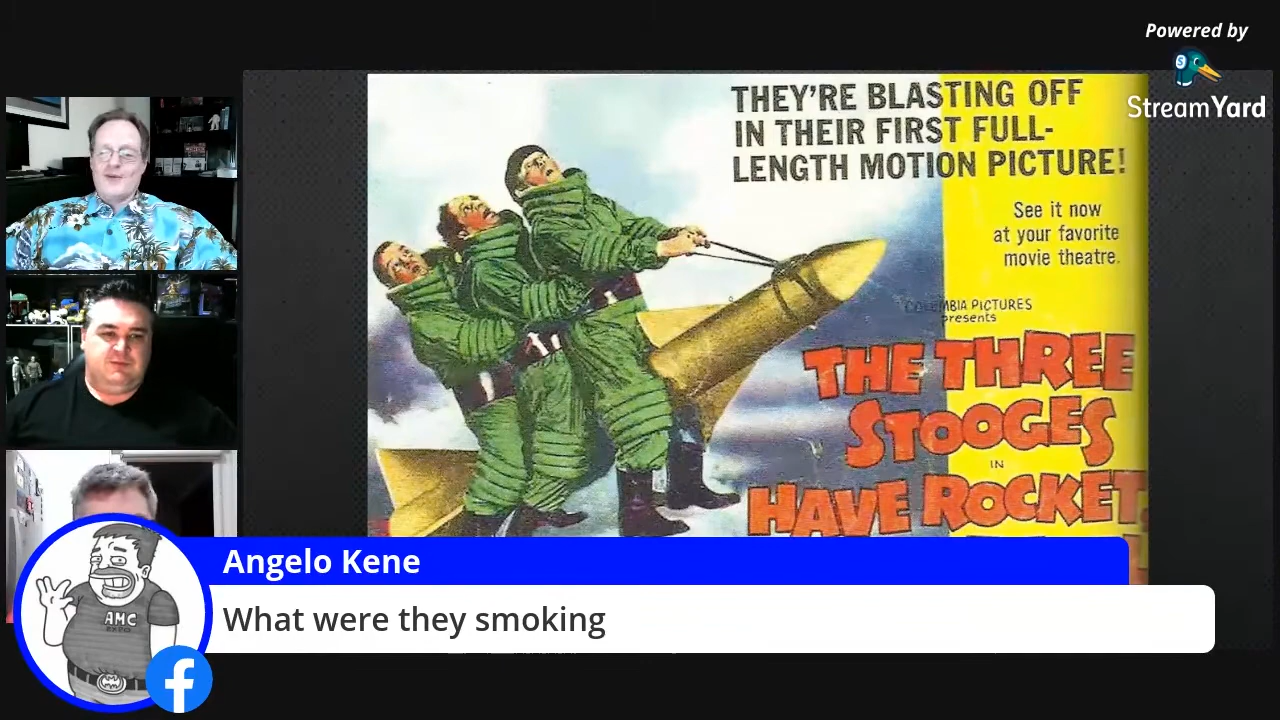 Powered by
StreamYard
THEY'RE BLASTING OFF
IN THEIR FIRST FULL-
LENGTH MOTION PICTURE!
See it now
at your favorite
movie theatre.
COLUMBIA PICTURES
presents
THE THREE
STOOGES
IN
HAVE ROCKET,
AMC
EXPO
Angelo Kene
What were they smoking